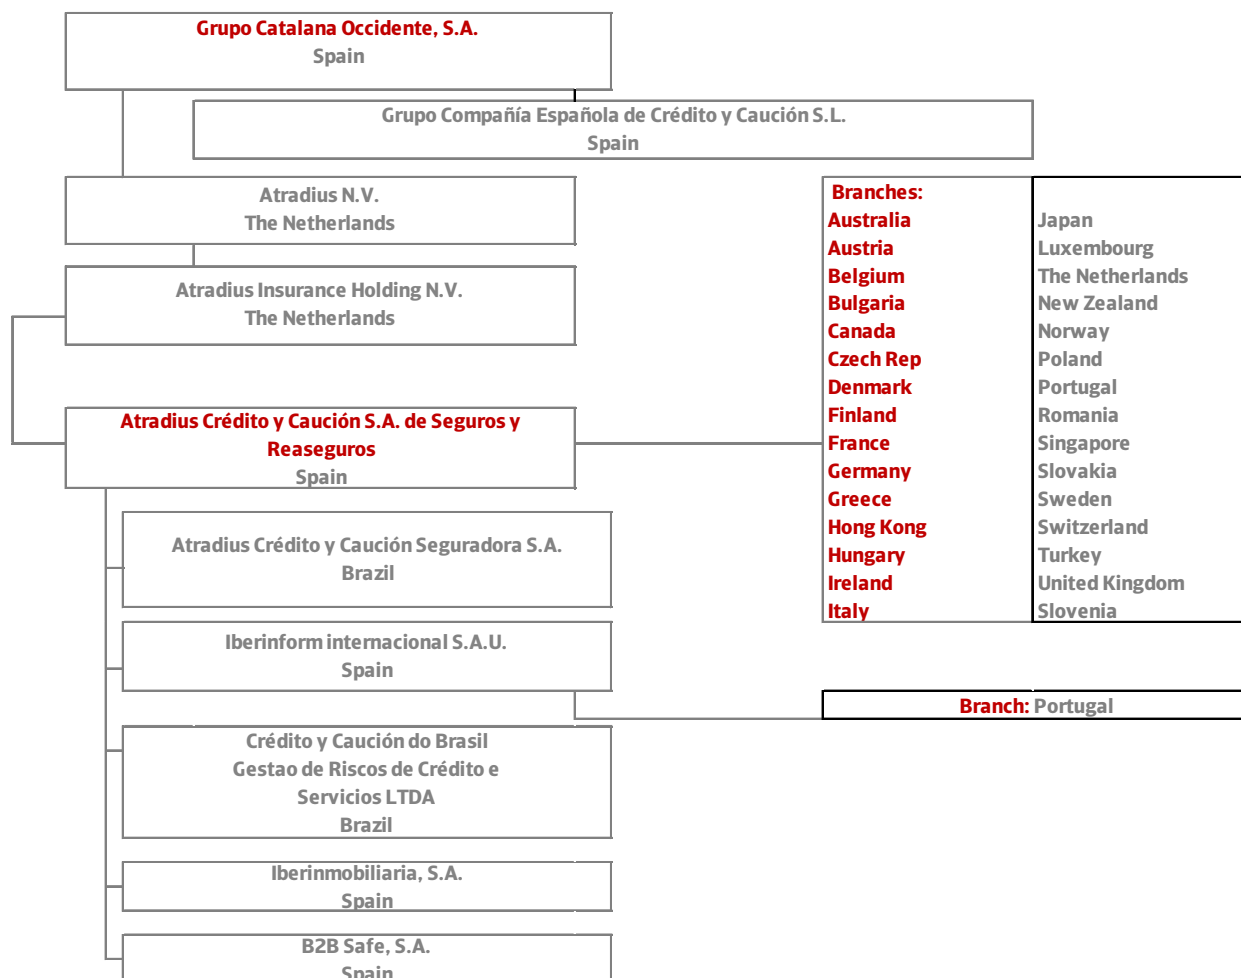 Grupo Catalana Occidente, S.A.
Spain
Grupo Compañía Española de Crédito y Caución S.L.
Spain
Atradius N.V.
The Netherlands
Atradius Insurance Holding N.V.
The Netherlands
Atradius Crédito y Caución S.A. de Seguros y
Reaseguros
Spain
Branches:
Australia
Austria
Belgium
Bulgaria
Canada
Czech Rep
Denmark
Finland
France
Germany
Greece
Hong Kong
Hungary
Ireland
Italy
Japan
Luxembourg
The Netherlands
New Zealand
Norway
Poland
Portugal
Romania
Singapore
Slovakia
Sweden
Switzerland
Turkey
United Kingdom
Slovenia
Atradius Crédito y Caución Seguradora S.A.
Brazil
Iberinform internacional S.A.U.
Spain
Branch: Portugal
Crédito y Caución do Brasil
Gestao de Riscos de Crédito e
Servicios LTDA
Brazil
Iberinmobiliaria, S.A.
Spain
B2B Safe, S.A.
Spain